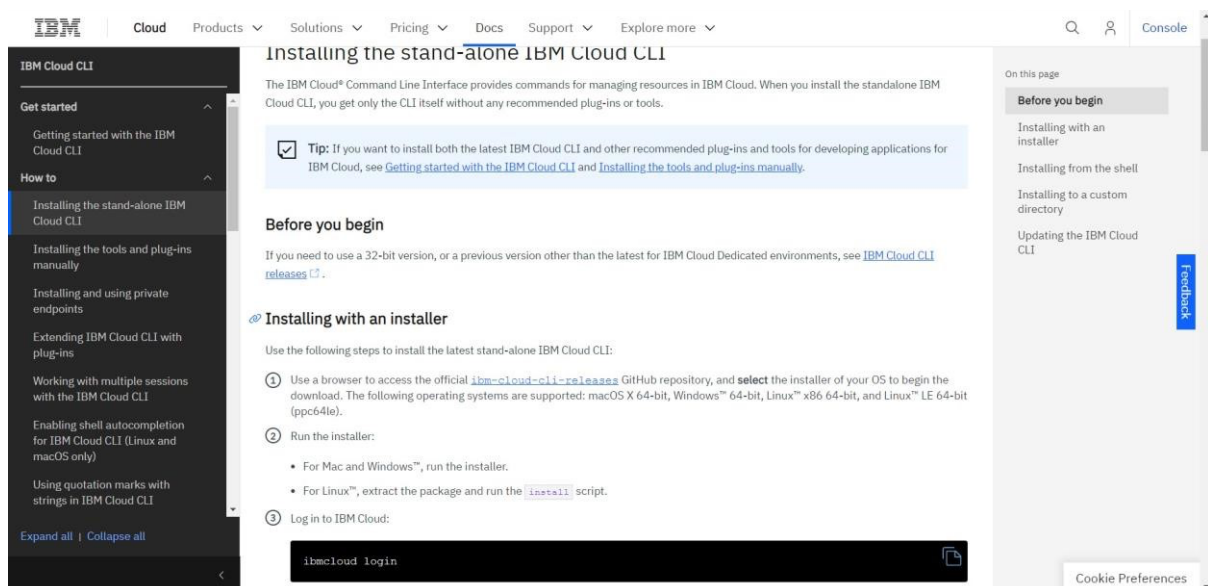 IBM Cloud Products Solutions Pricing Docs Support Explore more Console
IBM Cloud CLI
Get started
Getting started with the IBM
Cloud CLI
How to
Installing the stand-alone IBM
Cloud CLI
Installing the tools and plug-ins
manually
Installing and using private
endpoints
Extending IBM Cloud CLI with
plug-ins
Working with multiple sessions
with the IBM Cloud CLI
Enabling shell autocompletion
for IBM Cloud CLI (Linux and
macOS only)
Using quotation marks with
strings in IBM Cloud CLI
Expand all | Collapse all
Installing the stand-alone IBM Cloud CLI
The IBM Cloud® Command Line Interface provides commands for managing resources in IBM Cloud. When you install the standalone IBM
Cloud CLI, you get only the CLI itself without any recommended plug-ins or tools.
Tip: If you want to install both the latest IBM Cloud CLI and other recommended plug-ins and tools for developing applications for
IBM Cloud, see Getting started with the IBM Cloud CLI and Installing the tools and plug-ins manually.
Before you begin
If you need to use a 32-bit version, or a previous version other than the latest for IBM Cloud Dedicated environments, see IBM Cloud CLI
releases .
Installing with an installer
Use the following steps to install the latest stand-alone IBM Cloud CLI:
1 Use a browser to access the official ibm-cloud-cli-releases GitHub repository, and select the installer of your OS to begin the
download. The following operating systems are supported: macOS X 64-bit, Windows™ 64-bit, Linux™ x86 64-bit, and Linux™ LE 64-bit
(ppc64le).
2 Run the installer:
• For Mac and Windows™, run the installer.
• For Linux™, extract the package and run the install script.
3 Log in to IBM Cloud:
ibmcloud login
On this page
Before you begin
Installing with an
installer
Installing from the shell
Installing to a custom
directory
Updating the IBM Cloud
CLI
Feedback
Cookie Preferences